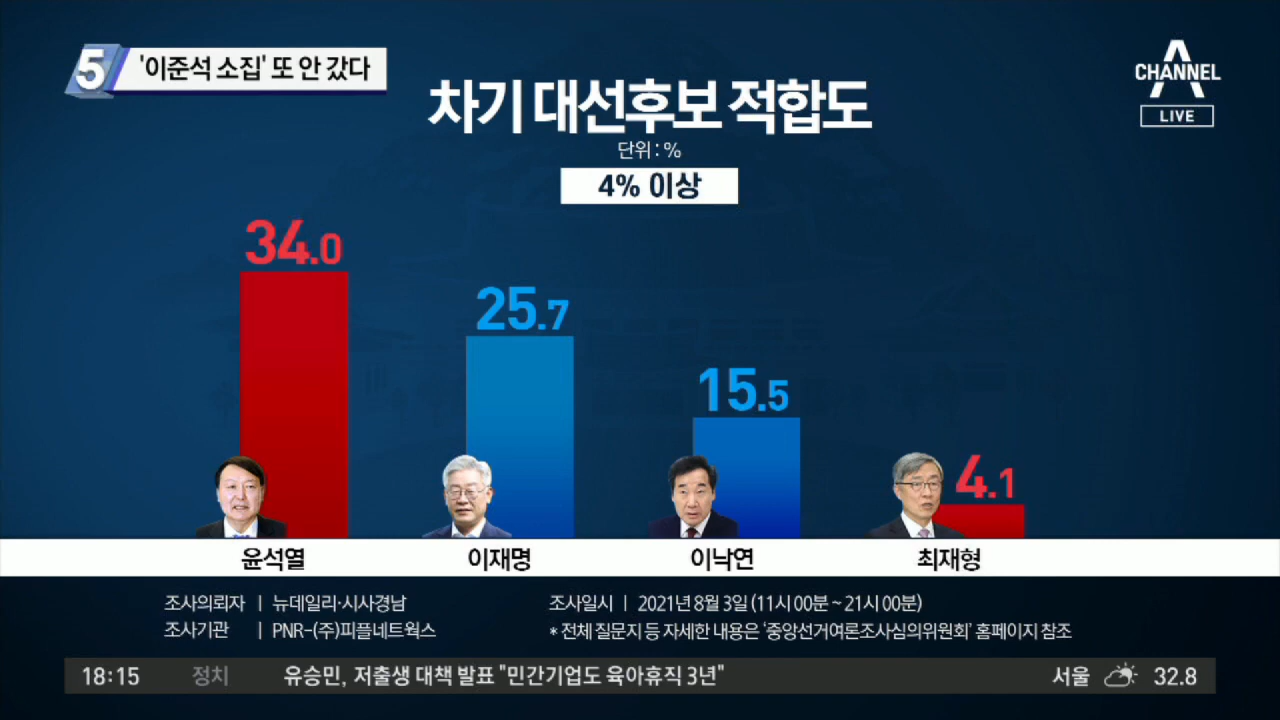 5 '이준석 소집' 또 안 갔다
CHANNEL A
LIVE
차기 대선후보 적합도
단위 : %
4% 이상
34.0
25.7
15.5
4.1
윤석열
이재명
이낙연
최재형
조사의뢰자 | 뉴데일리·시사경남
조사일시 | 2021년 8월 3일 (11시 00분 ~ 21시 00분)
조사기관 | PNR-(주)피플네트웍스
* 전체 질문지 등 자세한 내용은 '중앙선거여론조사심의위원회' 홈페이지 참조
18:15 정치 유승민, 저출생 대책 발표 "민간기업도 육아휴직 3년" 서울 32.8